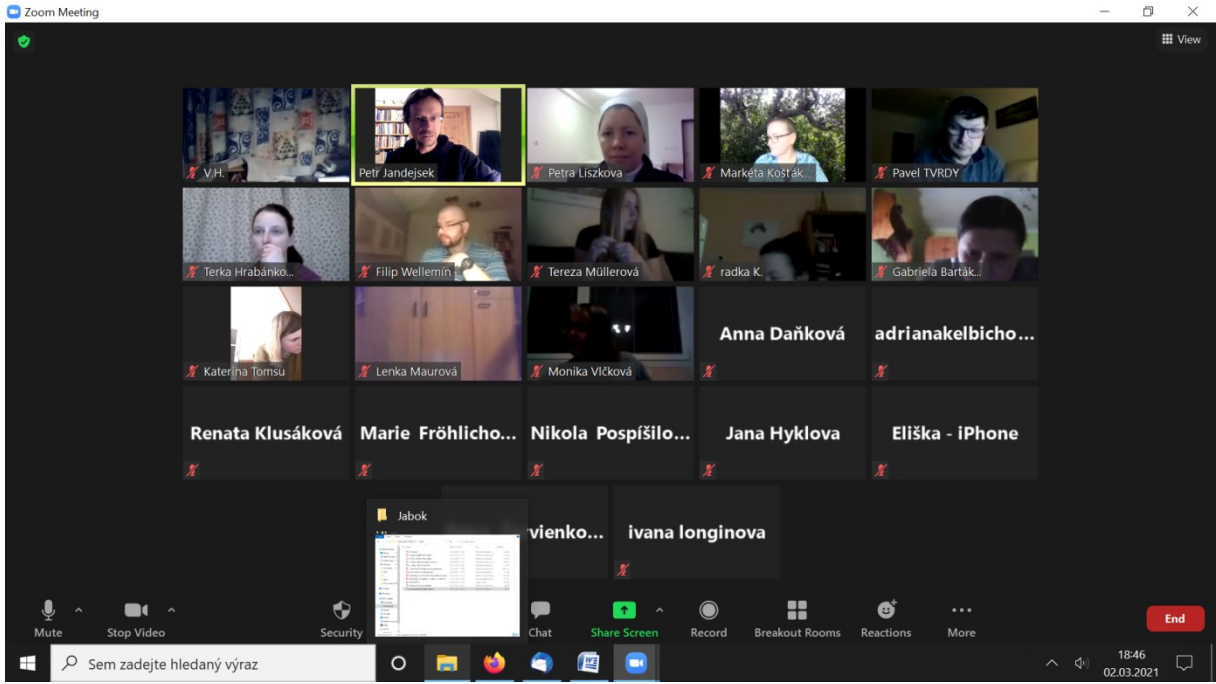 Zoom Meeting
View
V.H.
Petr Jandejsek
Petra Liszkova
Markéta Košťák...
Pavel TVRDY
Terka Hrabánko...
Filip Wellemín
Tereza Müllerová
radka K.
Gabriela Barták...
Katerina Tomsu
Lenka Maurová
Monika Vlčková
Anna Daňková
adrianakelbicho...
Renata Klusáková
Marie Fröhlicho...
Nikola Pospíšilo...
Jana Hyklova
Eliška - iPhone
Jabok
vienko...
ivana longinova
Mute
Stop Video
Security
Chat
Share Screen
Record
Breakout Rooms
Reactions
More
End
Sem zadejte hledaný výraz
18:46
02.03.2021